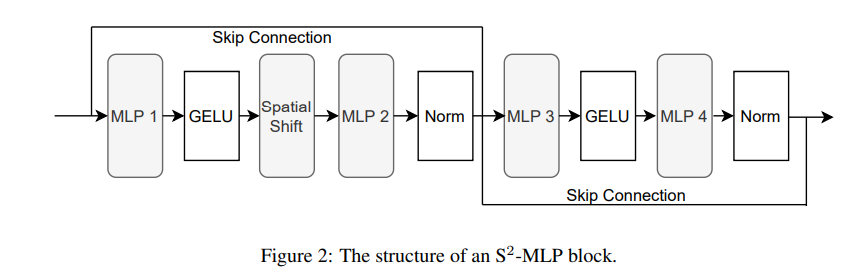 Skip Connection
MLP 1
GELU
Spatial
Shift
MLP 2
Norm
MLP 3
GELU
MLP 4
Norm
Skip Connection
Figure 2: The structure of an S²-MLP block.